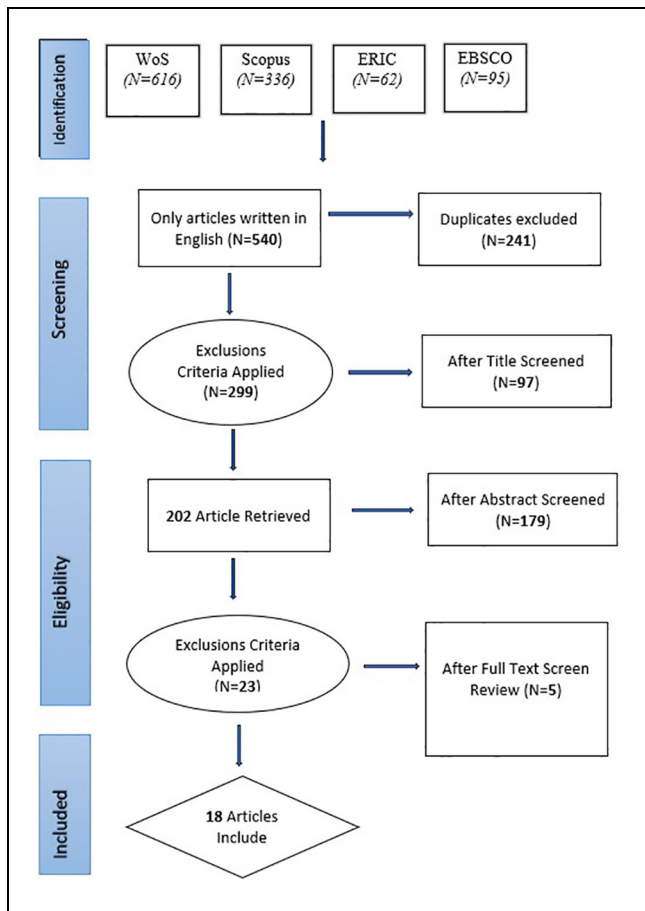 Identification
WoS
(N=616)
Scopus
(N=336)
ERIC
(N=62)
EBSCO
(N=95)
Screening
Only articles written in
English (N=540)
Duplicates excluded
(N=241)
Exclusions
Criteria Applied
(N=299)
After Title Screened
(N=97)
Eligibility
202 Article Retrieved
After Abstract Screened
(N=179)
Exclusions Criteria
Applied
(N=23)
After Full Text Screen
Review (N=5)
Included
18 Articles
Include